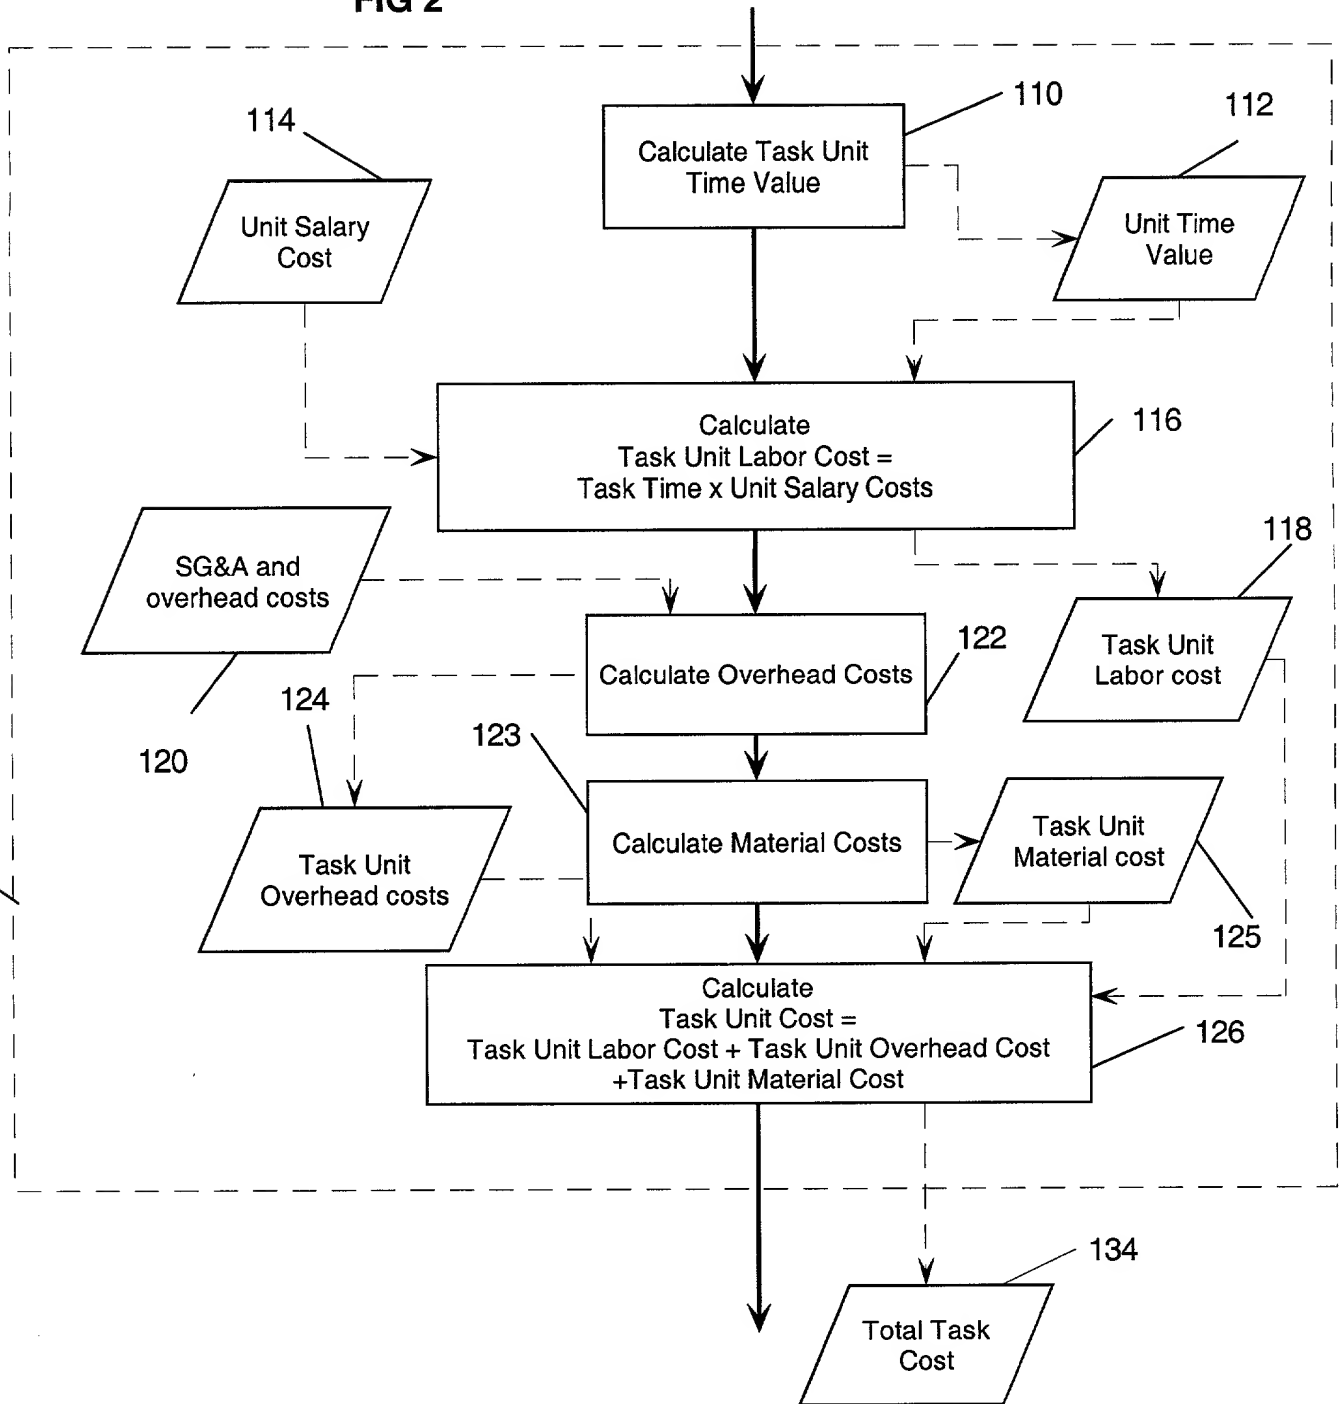 FIG 2
110
112
114
Calculate Task Unit
Time Value
Unit Salary
Cost
Unit Time
Value
116
Calculate
Task Unit Labor Cost =
Task Time x Unit Salary Costs
118
SG&A and
overhead costs
122
Task Unit
Labor cost
Calculate Overhead Costs
124
123
120
Task Unit
Material cost
Calculate Material Costs
Task Unit
Overhead costs
125
Calculate
Task Unit Cost =
Task Unit Labor Cost + Task Unit Overhead Cost
+Task Unit Material Cost
126
134
Total Task
Cost